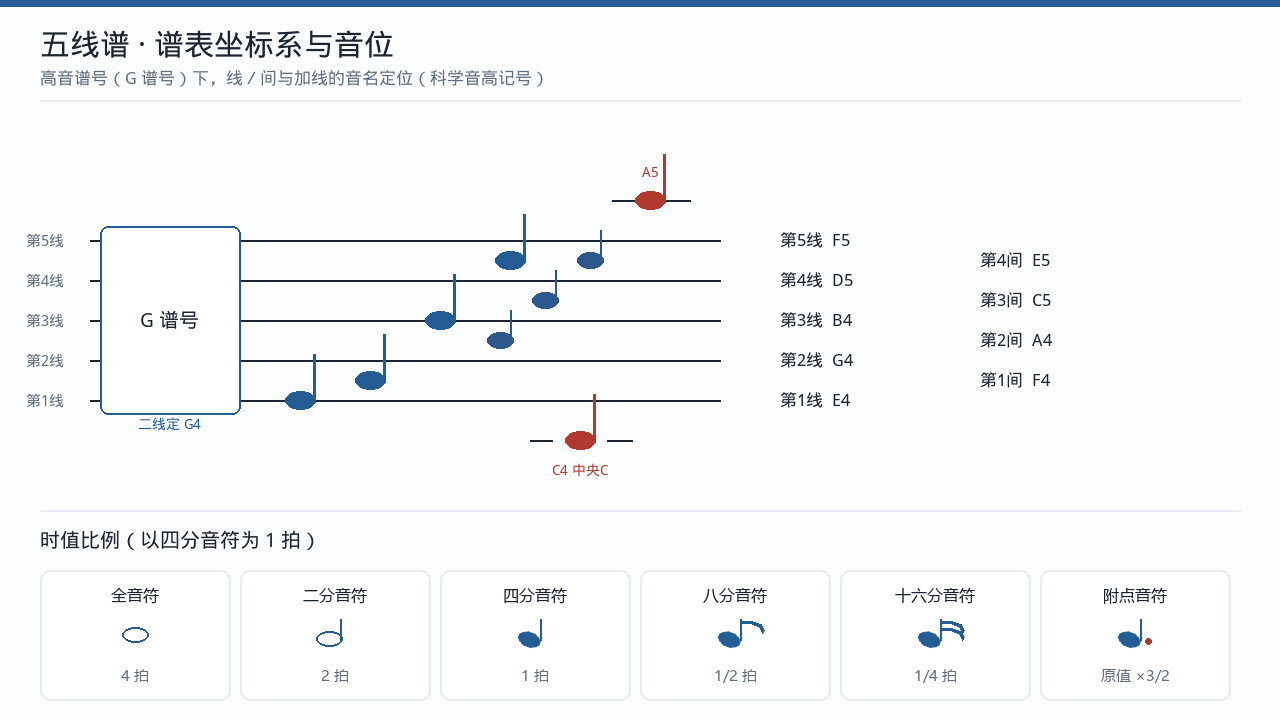 五线谱 · 谱表坐标系与音位
高音谱号 ( G 谱号 ) 下，线 / 间与加线的音名定位 ( 科学音高记号 )
A5
第5线
第4线
第3线
第2线
第1线
G 谱号
二线定 G4
C4 中央C
第5线 F5
第4线 D5
第3线 B4
第2线 G4
第1线 E4
第4间 E5
第3间 C5
第2间 A4
第1间 F4
时值比例 ( 以四分音符为 1 拍 )
全音符
4 拍
二分音符
2 拍
四分音符
1 拍
八分音符
1/2 拍
十六分音符
1/4 拍
附点音符
原值 ×3/2